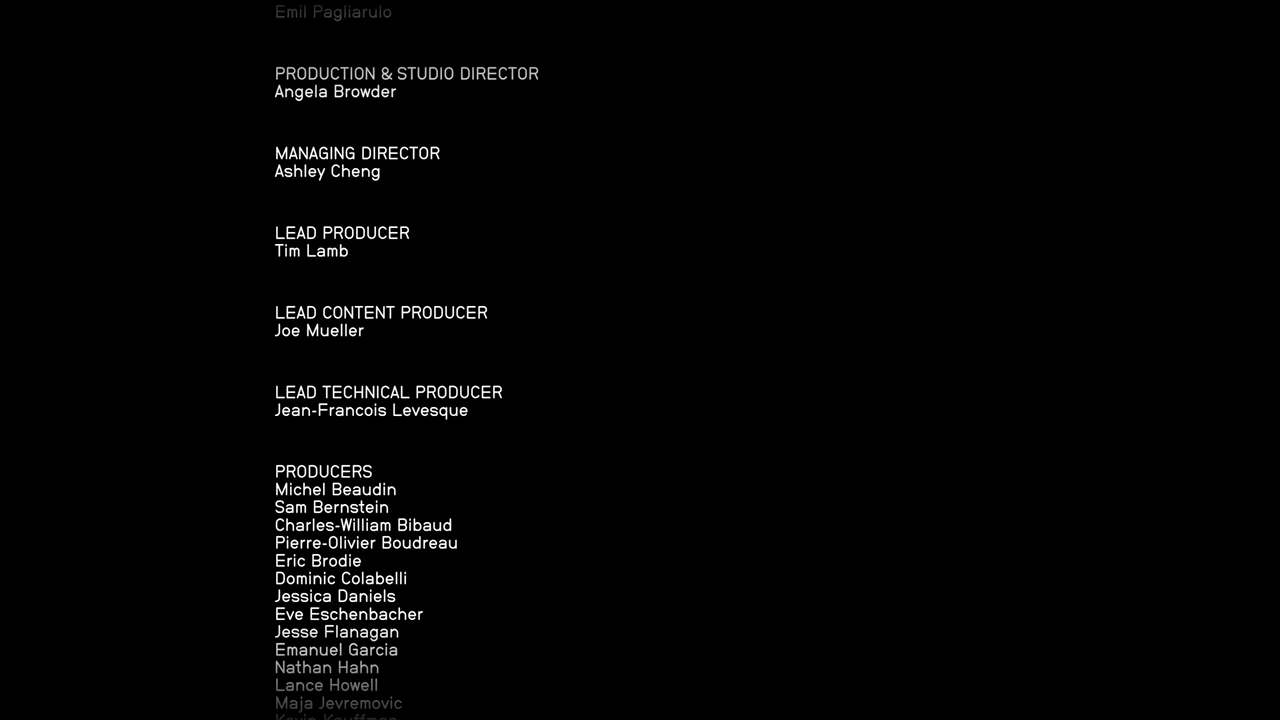 Emil Pagliarulo
PRODUCTION & STUDIO DIRECTOR
Angela Browder
MANAGING DIRECTOR
Ashley Cheng
LEAD PRODUCER
Tim Lamb
LEAD CONTENT PRODUCER
Joe Mueller
LEAD TECHNICAL PRODUCER
Jean-Francois Levesque
PRODUCERS
Michel Beaudin
Sam Bernstein
Charles-William Bibaud
Pierre-Olivier Boudreau
Eric Brodie
Dominic Colabelli
Jessica Daniels
Eve Eschenbacher
Jesse Flanagan
Emanuel Garcia
Nathan Hahn
Lance Howell
Maja Jevremovic